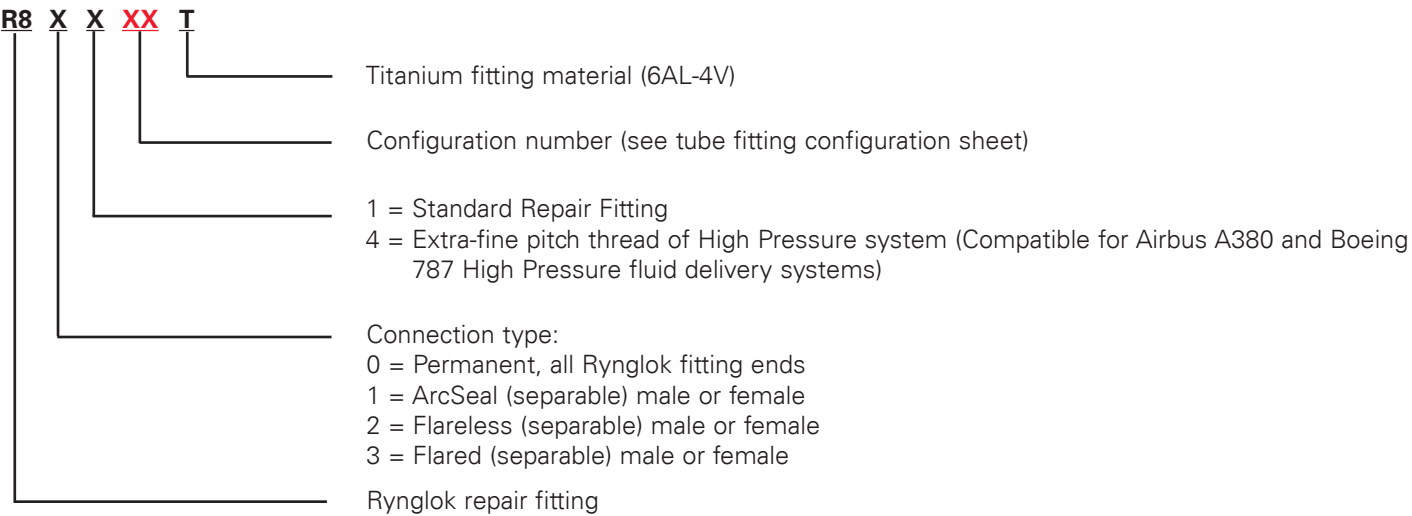 R8 X X XX T
Titanium fitting material (6AL-4V)
Configuration number (see tube fitting configuration sheet)
1 = Standard Repair Fitting
4 = Extra-fine pitch thread of High Pressure system (Compatible for Airbus A380 and Boeing
787 High Pressure fluid delivery systems)
Connection type:
0 = Permanent, all Rynglok fitting ends
1 = ArcSeal (separable) male or female
2 = Flareless (separable) male or female
3 = Flared (separable) male or female
Rynglok repair fitting